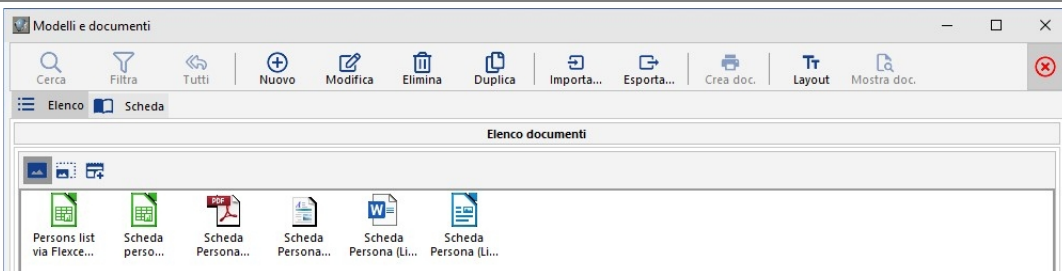 Modelli e documenti
Cerca Filtra Tutti Nuovo Modifica Elimina Duplica Importa... Esporta... Crea doc. Layout Mostra doc.
Elenco Scheda
Elenco documenti
PDF
W
Persons list Scheda Scheda Scheda Scheda Scheda
via Flexce... perso... Persona... Persona... Persona (Li... Persona (Li...